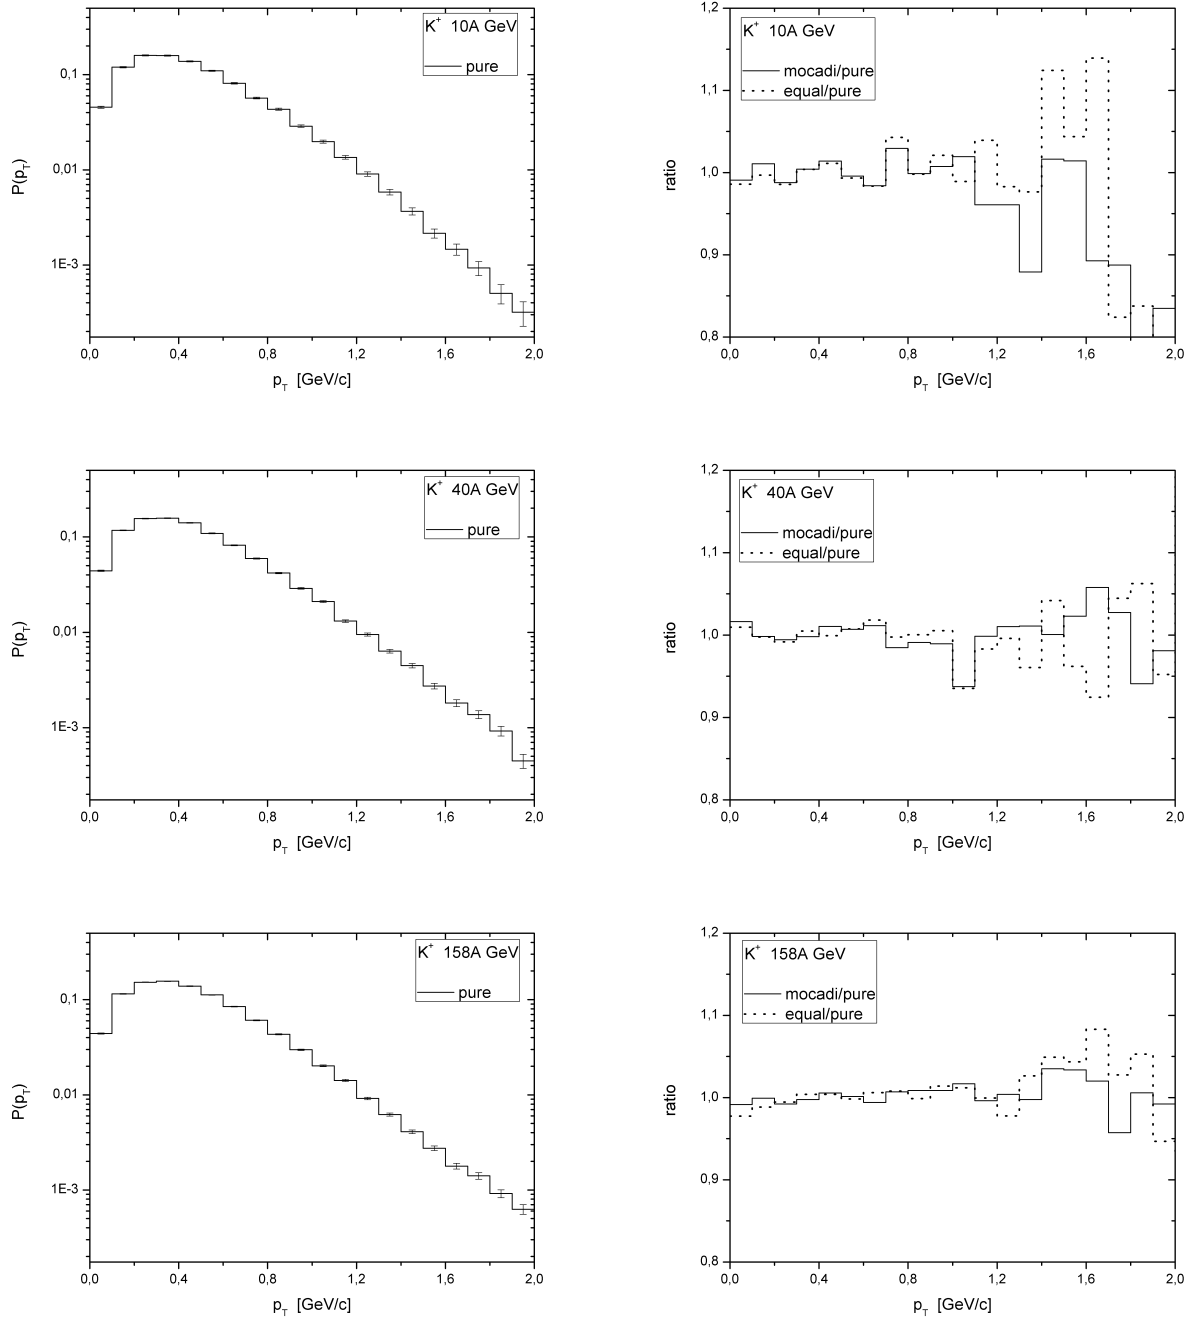 K+ 10A GeV
pure
0,1
0,01
1E-3
P(pT)
0,0 0,4 0,8 1,2 1,6 2,0
pT [GeV/c]
K+ 10A GeV
mocadi/pure
equal/pure
1,2
1,1
1,0
0,9
0,8
ratio
0,0 0,4 0,8 1,2 1,6 2,0
pT [GeV/c]
K+ 40A GeV
pure
0,1
0,01
1E-3
P(pT)
0,0 0,4 0,8 1,2 1,6 2,0
pT [GeV/c]
K+ 40A GeV
mocadi/pure
equal/pure
1,2
1,1
1,0
0,9
0,8
ratio
0,0 0,4 0,8 1,2 1,6 2,0
pT [GeV/c]
K+ 158A GeV
pure
0,1
0,01
1E-3
P(pT)
0,0 0,4 0,8 1,2 1,6 2,0
pT [GeV/c]
K+ 158A GeV
mocadi/pure
equal/pure
1,2
1,1
1,0
0,9
0,8
ratio
0,0 0,4 0,8 1,2 1,6 2,0
pT [GeV/c]